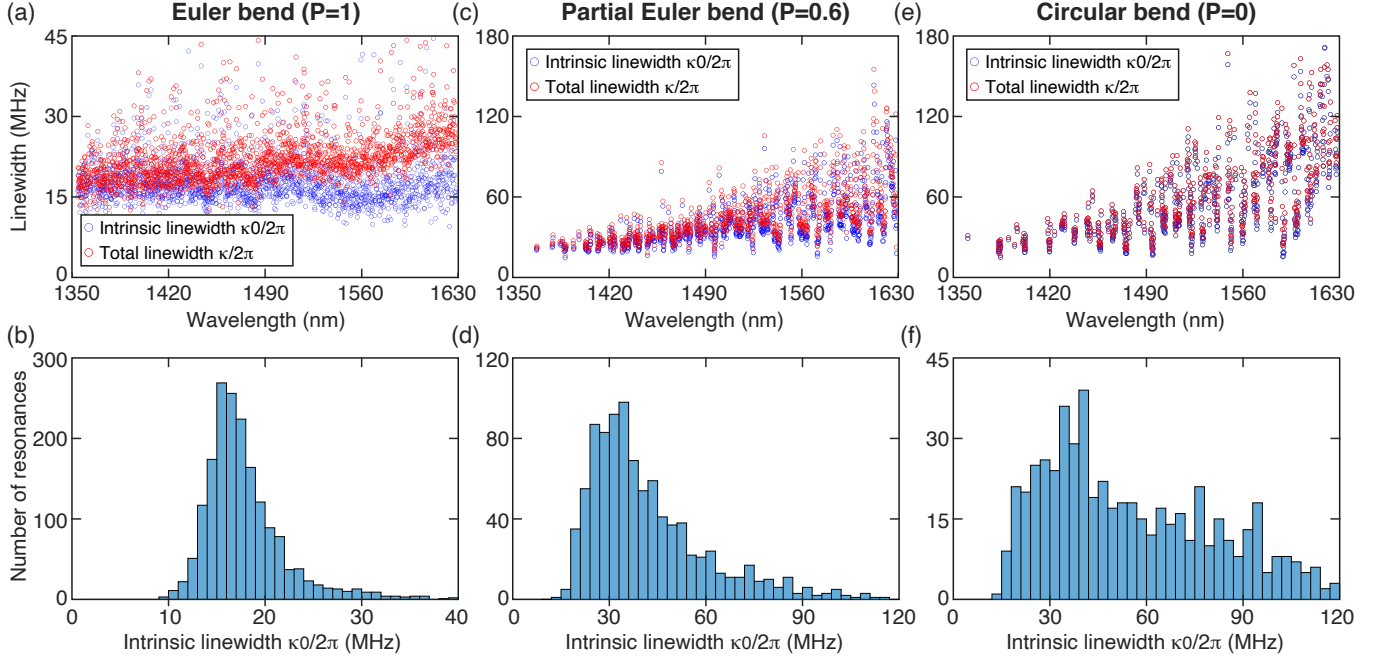 (a) Euler bend (P=1)
45
30
15
0
Linewidth (MHz)
Intrinsic linewidth κ0/2π
Total linewidth κ/2π
1350 1420 1490 1560 1630
Wavelength (nm)
(c) Partial Euler bend (P=0.6)
180
120
60
0
Intrinsic linewidth κ0/2π
Total linewidth κ/2π
1350 1420 1490 1560 1630
Wavelength (nm)
(e) Circular bend (P=0)
180
120
60
0
Intrinsic linewidth κ0/2π
Total linewidth κ/2π
1350 1420 1490 1560 1630
Wavelength (nm)
(b)
300
200
100
0
Number of resonances
0 10 20 30 40
Intrinsic linewidth κ0/2π (MHz)
(d)
120
80
40
0
0 30 60 90 120
Intrinsic linewidth κ0/2π (MHz)
(f)
45
30
15
0
0 30 60 90 120
Intrinsic linewidth κ0/2π (MHz)